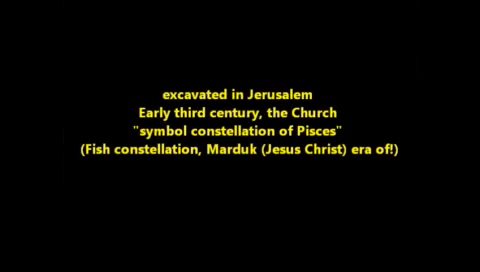 excavated in Jerusalem
Early third century, the Church
"symbol constellation of Pisces"
(Fish constellation, Marduk (Jesus Christ) era of!)